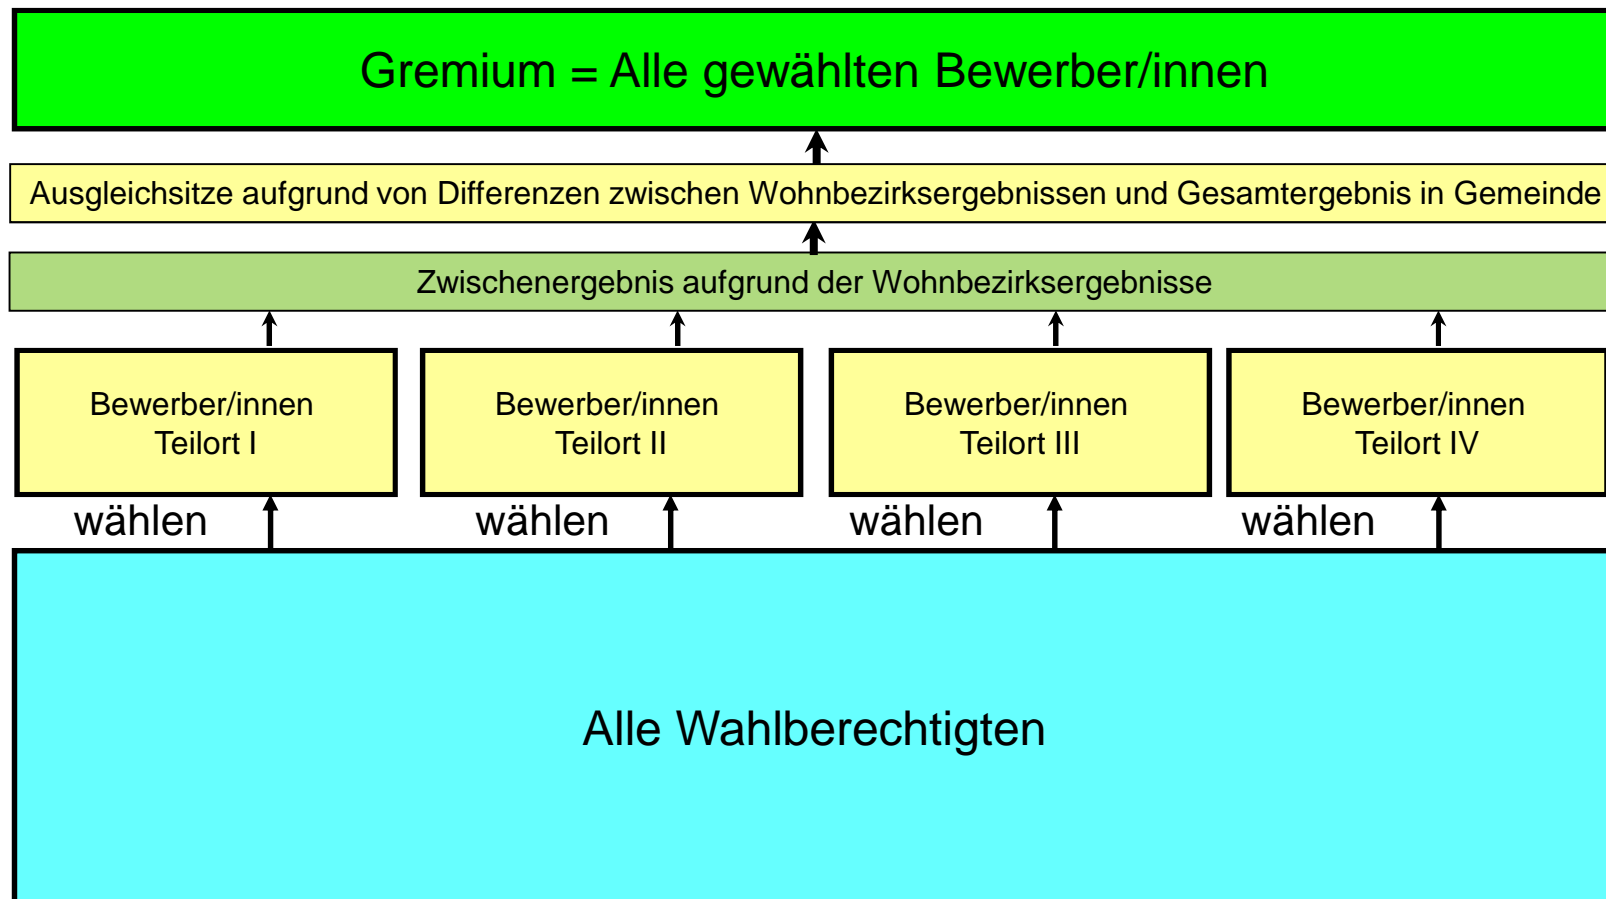 Gremium = Alle gewählten Bewerber/innen
Ausgleichsitze aufgrund von Differenzen zwischen Wohnbezirksergebnissen und Gesamtergebnis in Gemeinde
Zwischenergebnis aufgrund der Wohnbezirksergebnisse
Bewerber/innen
Teilort I
Bewerber/innen
Teilort II
Bewerber/innen
Teilort III
Bewerber/innen
Teilort IV
wählen
wählen
wählen
wählen
Alle Wahlberechtigten